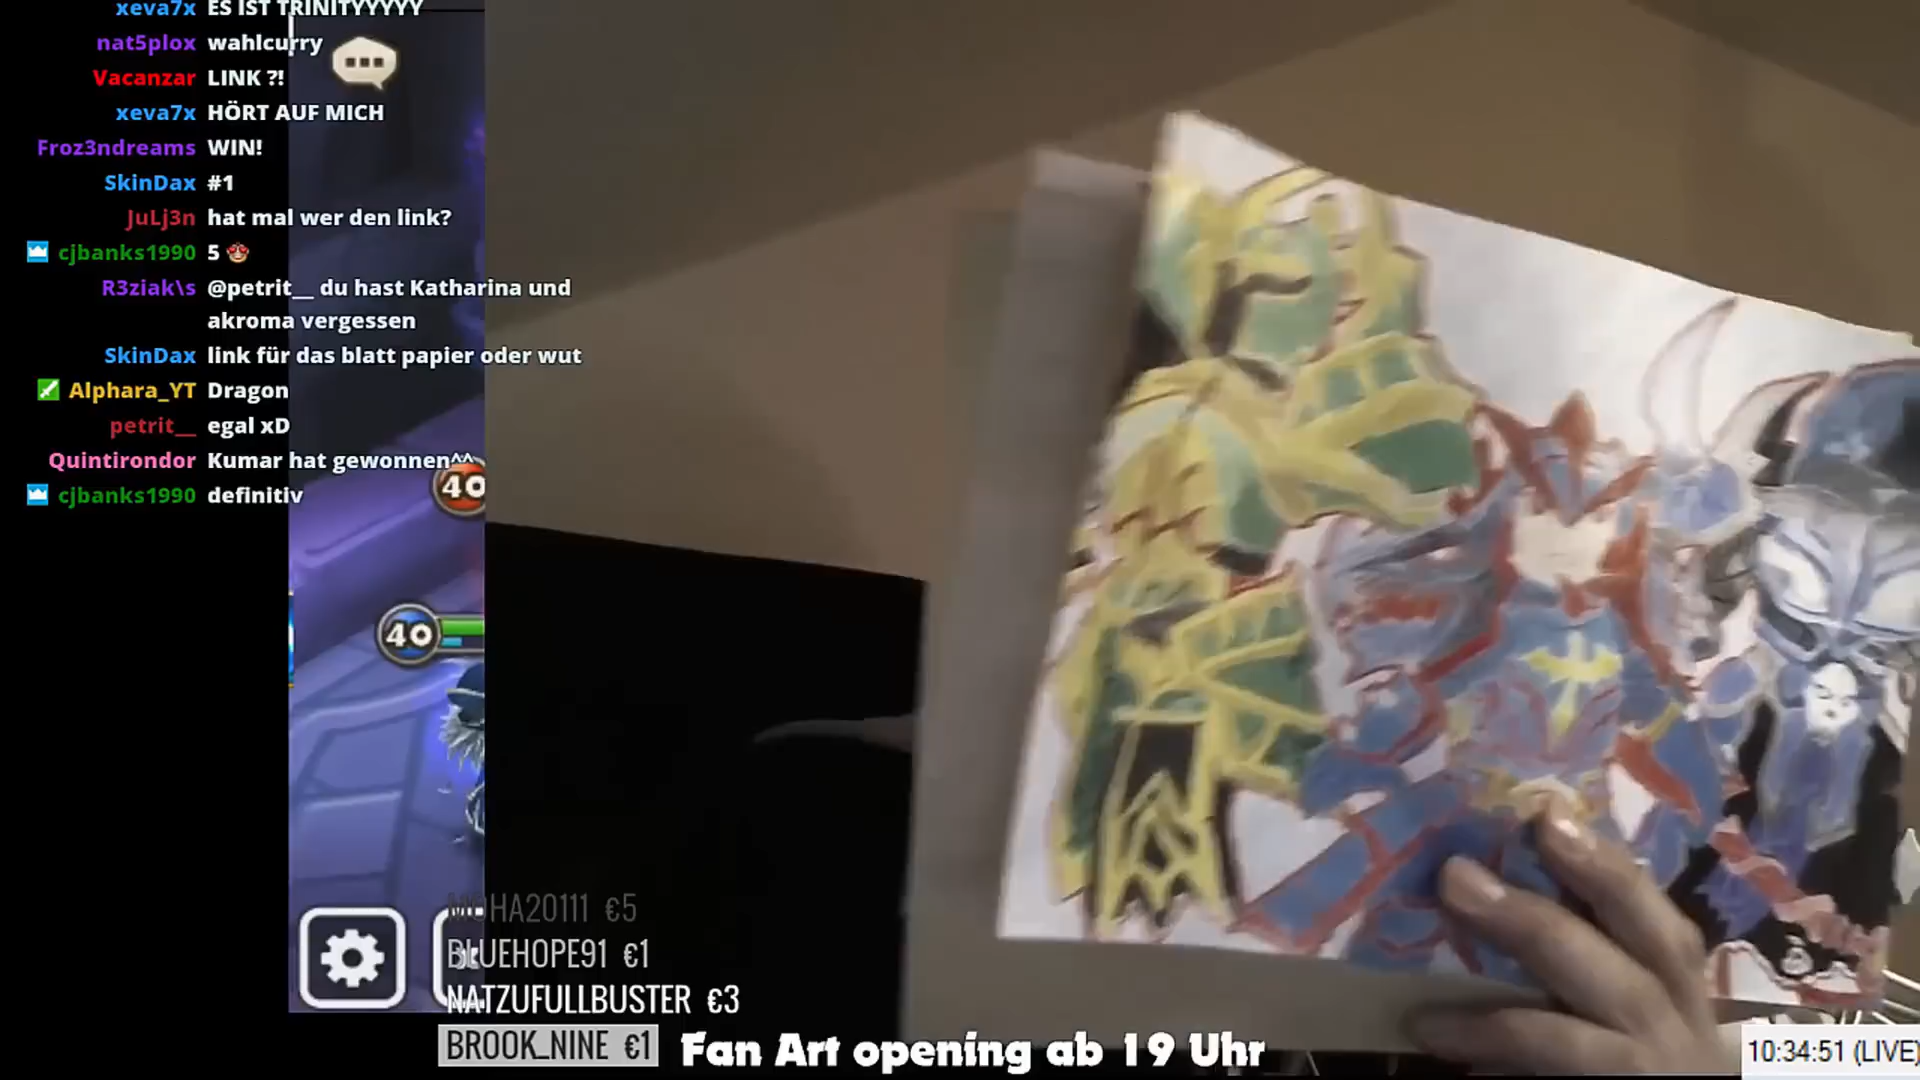 xeva7x ES IST TRINITYYYYY
nat5plox wahlcurry
Vacanzar LINK ?!
xeva7x HÖRT AUF MICH
Froz3ndreams WIN!
SkinDax #1
JuLj3n hat mal wer den link?
cjbanks1990 5
R3ziak\s @petrit__ du hast Katharina und
akroma vergessen
SkinDax link für das blatt papier oder wut
Alphara_YT Dragon
petrit__ egal xD
Quintirondor Kumar hat gewonnen^^
cjbanks1990 definitiv
40
40
MOHA20111 €5
BLUEHOPE91 €1
NATZUFULLBUSTER €3
BROOK_NINE €1
Fan Art opening ab 19 Uhr
10:34:51 (LIVE)